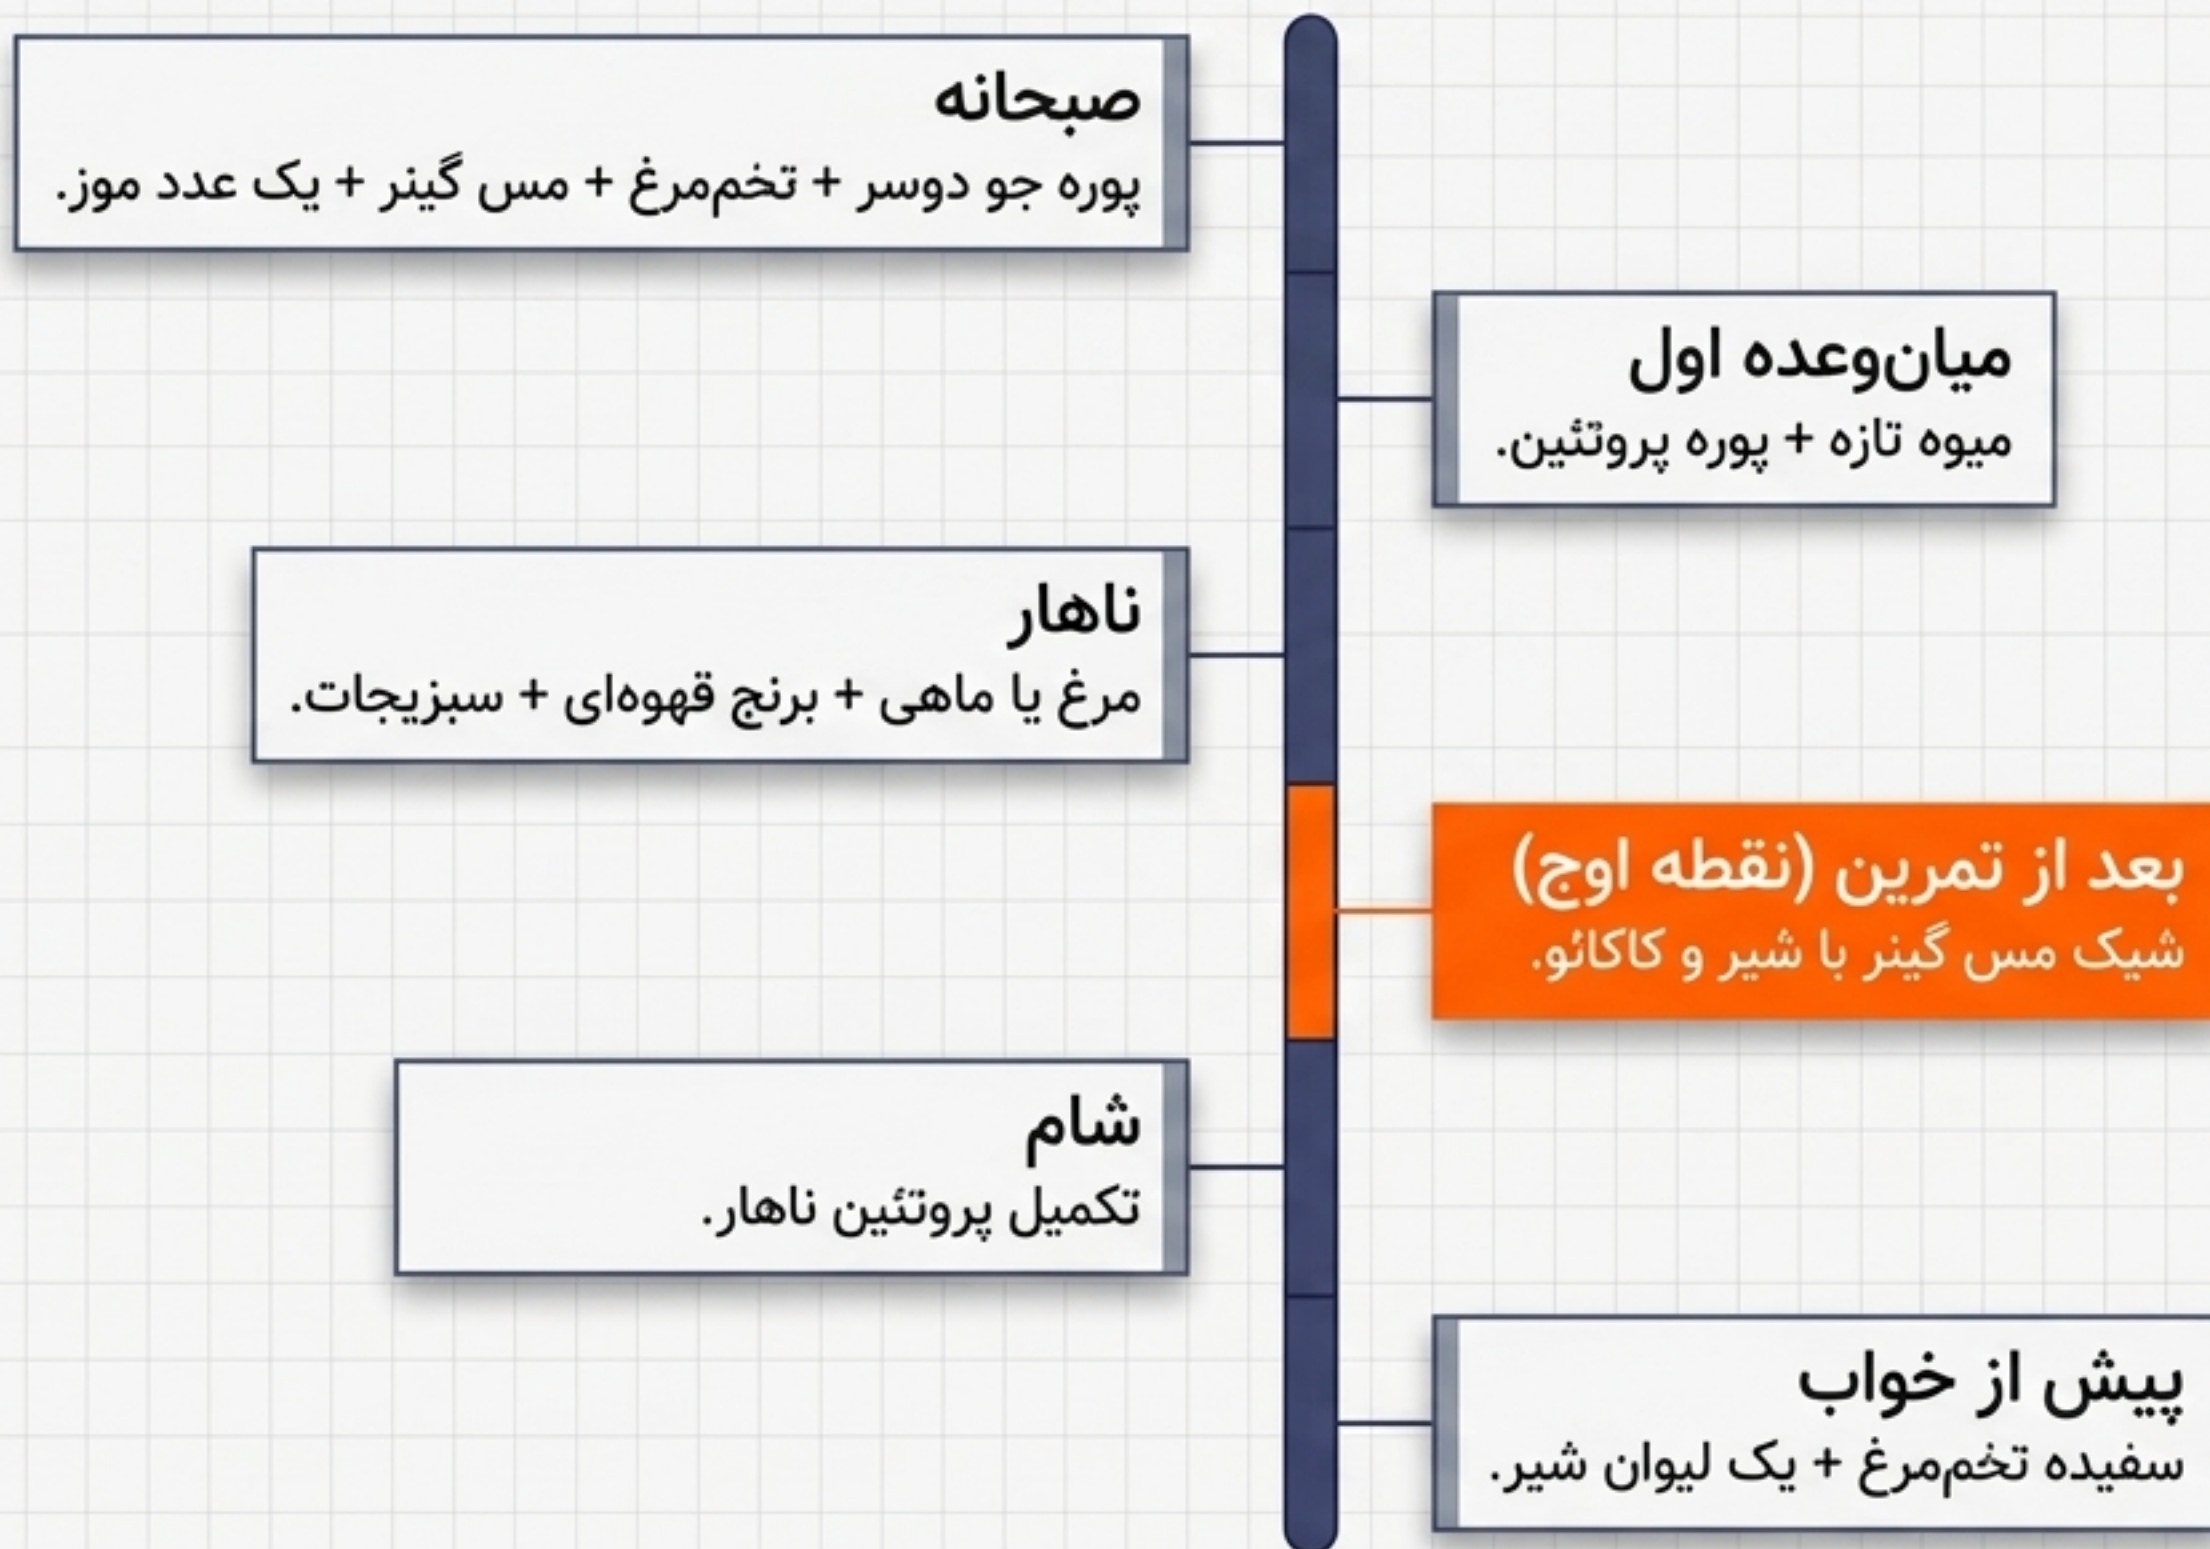 صبحانه
پوره جو دوسر + تخم‌مرغ + مس گینر + یک عدد موز.
میان‌وعده اول
میوه تازه + پوره پروتئین.
ناهار
مرغ یا ماهی + برنج قهوه‌ای + سبزیجات.
بعد از تمرین (نقطه اوج)
شیک مس گینر با شیر و کاکائو.
شام
تکمیل پروتئین ناهار.
پیش از خواب
سفیده تخم‌مرغ + یک لیوان شیر.